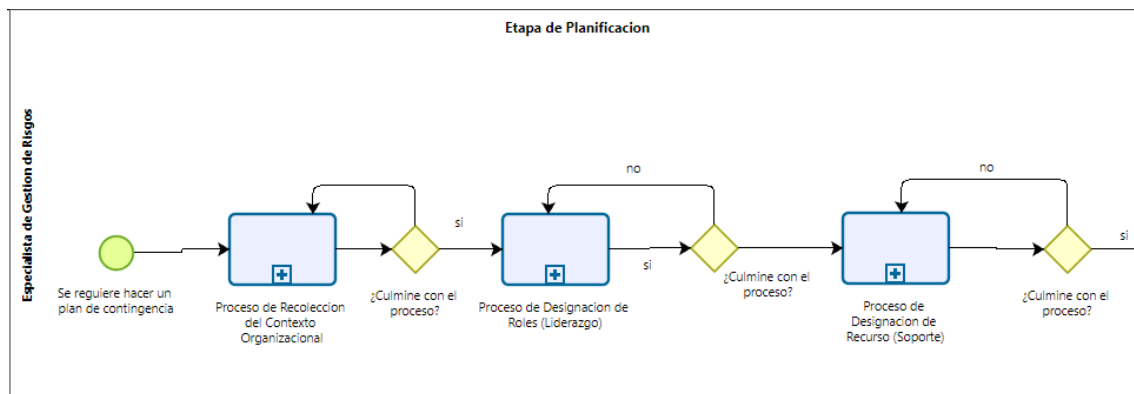 Etapa de Planificacion
Especialista de Gestion de Risgos
Se reguiere hacer un
plan de contingencia
Proceso de Recoleccion
del Contexto
Organizacional
¿Culmine con el
proceso?
si
Proceso de Designacion de
Roles (Liderazgo)
no
si
¿Culmine con el
proceso?
Proceso de
Designacion de
Recurso (Soporte)
no
¿Culmine con el
proceso?
si